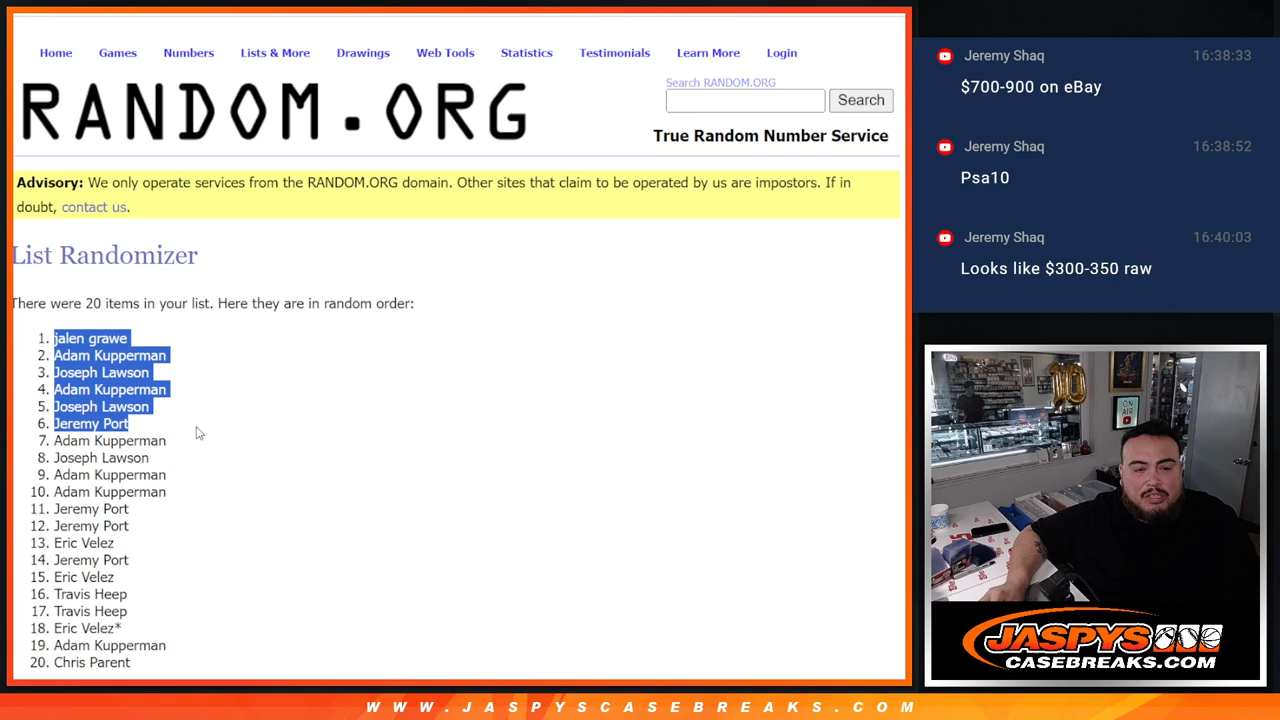 Home Games Numbers Lists & More Drawings Web Tools Statistics Testimonials Learn More Login
Search RANDOM.ORG
RANDOM.ORG
Search
True Random Number Service
Advisory: We only operate services from the RANDOM.ORG domain. Other sites that claim to be operated by us are impostors. If in
doubt, contact us.
List Randomizer
There were 20 items in your list. Here they are in random order:
1. jalen grawe
2. Adam Kupperman
3. Joseph Lawson
4. Adam Kupperman
5. Joseph Lawson
6. Jeremy Port
7. Adam Kupperman
8. Joseph Lawson
9. Adam Kupperman
10. Adam Kupperman
11. Jeremy Port
12. Jeremy Port
13. Eric Velez
14. Jeremy Port
15. Eric Velez
16. Travis Heep
17. Travis Heep
18. Eric Velez*
19. Adam Kupperman
20. Chris Parent
Jeremy Shaq 16:38:33
$700-900 on eBay
Jeremy Shaq 16:38:52
Psa10
Jeremy Shaq 16:40:03
Looks like $300-350 raw
10
ON
AIR
JASPYS
CASEBREAKS.COM
WWW.JASPYSCASEBREAKS.COM